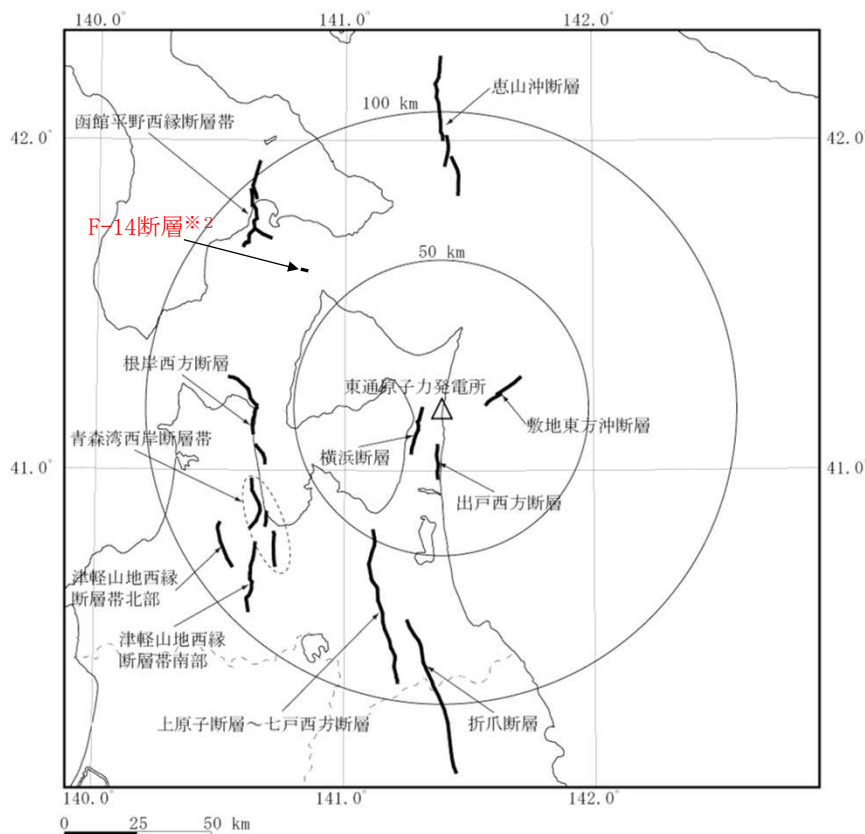 140.0°
141.0°
142.0°
恵山沖断層
100 km
函館平野西縁断層帯
42.0°
42.0°
F-14断層※2
50 km
根岸西方断層
東通原子力発電所
青森湾西岸断層帯
敷地東方沖断層
横浜断層
41.0°
41.0°
出戸西方断層
津軽山地西縁
断層帯北部
津軽山地西縁
断層帯南部
上原子断層～七戸西方断層
折爪断層
140.0°
141.0°
142.0°
0 25 50 km